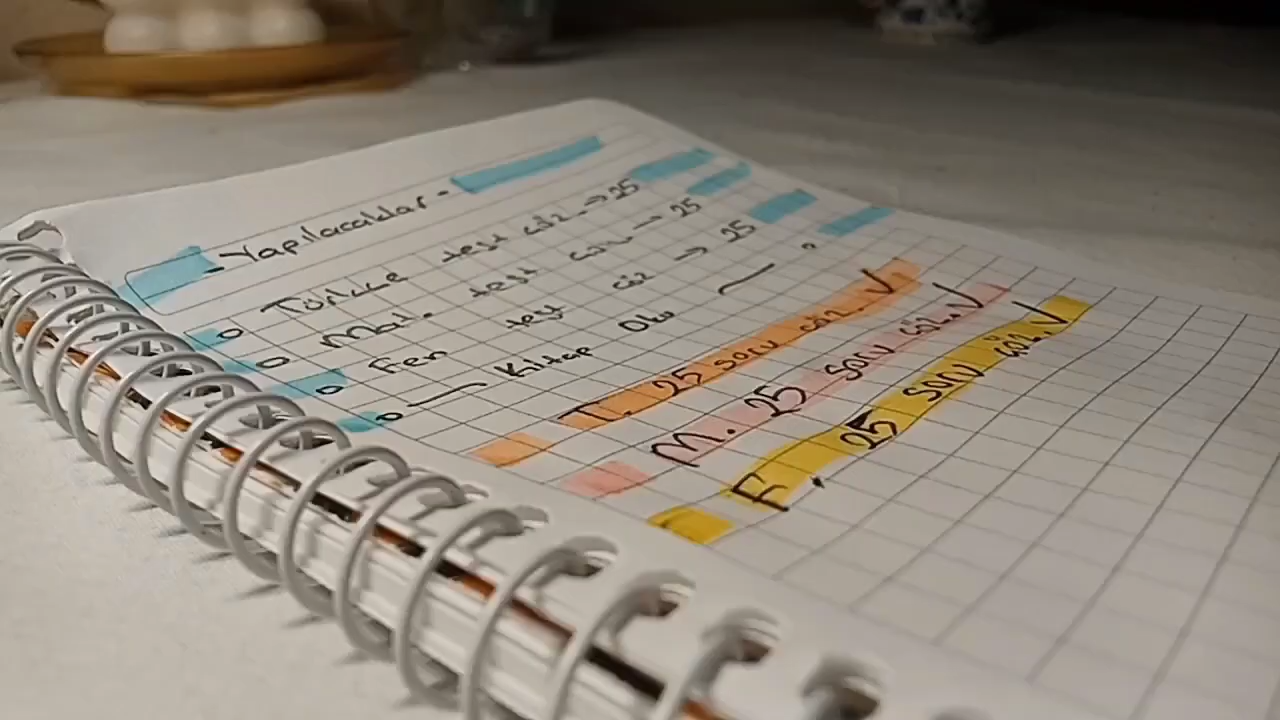 -Yapılacaklar-
o Türkçe test çöz → 25
o Mat. test çöz → 25
o Fen test çöz → 25
o Kitap Oku
T. 25 soru çöz. √
M. 25 soru çöz. √
F. 25 soru çöz. √